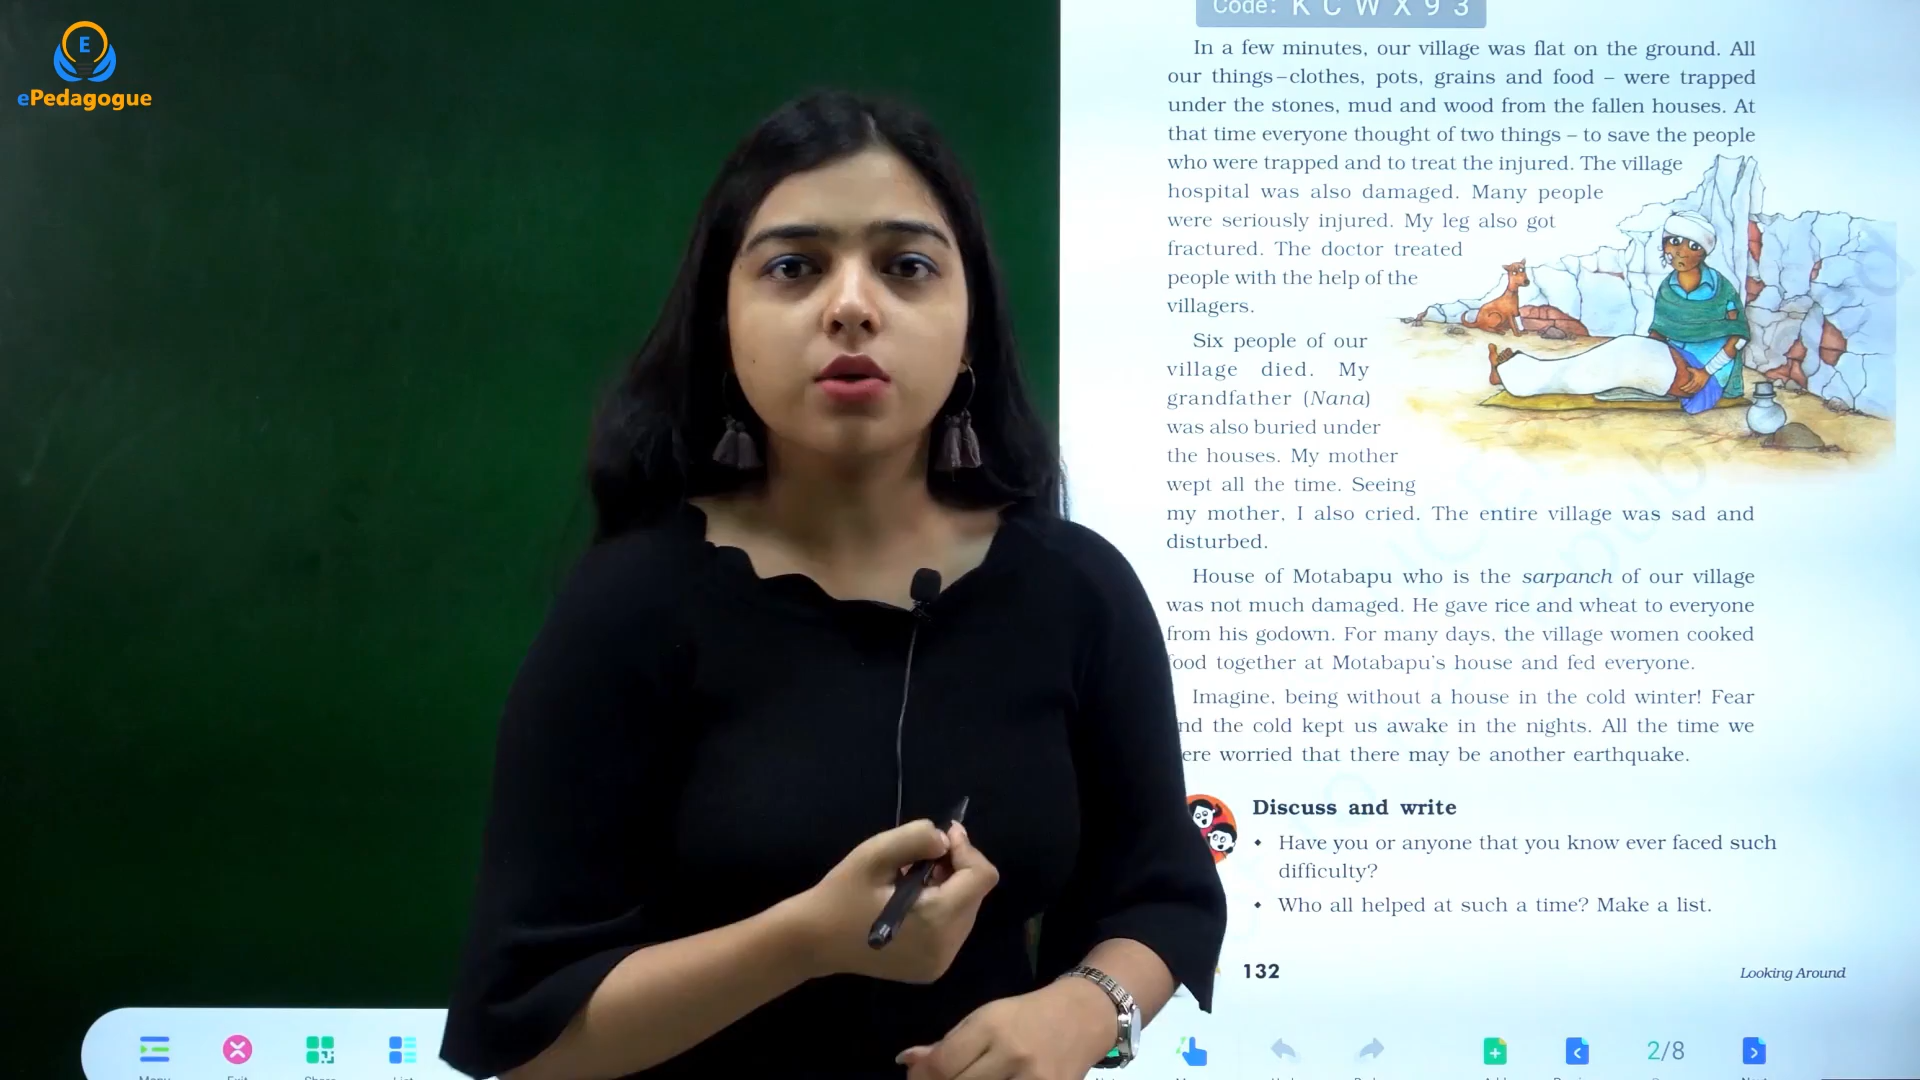 E
ePedagogue
Code: K C W X 9 3
In a few minutes, our village was flat on the ground. All
our things–clothes, pots, grains and food – were trapped
under the stones, mud and wood from the fallen houses. At
that time everyone thought of two things – to save the people
who were trapped and to treat the injured. The village
hospital was also damaged. Many people
were seriously injured. My leg also got
fractured. The doctor treated
people with the help of the
villagers.
Six people of our
village died. My
grandfather (Nana)
was also buried under
the houses. My mother
wept all the time. Seeing
my mother, I also cried. The entire village was sad and
disturbed.
House of Motabapu who is the sarpanch of our village
was not much damaged. He gave rice and wheat to everyone
from his godown. For many days, the village women cooked
food together at Motabapu's house and fed everyone.
Imagine, being without a house in the cold winter! Fear
and the cold kept us awake in the nights. All the time we
were worried that there may be another earthquake.
Discuss and write
• Have you or anyone that you know ever faced such
difficulty?
• Who all helped at such a time? Make a list.
132
Looking Around
2/8